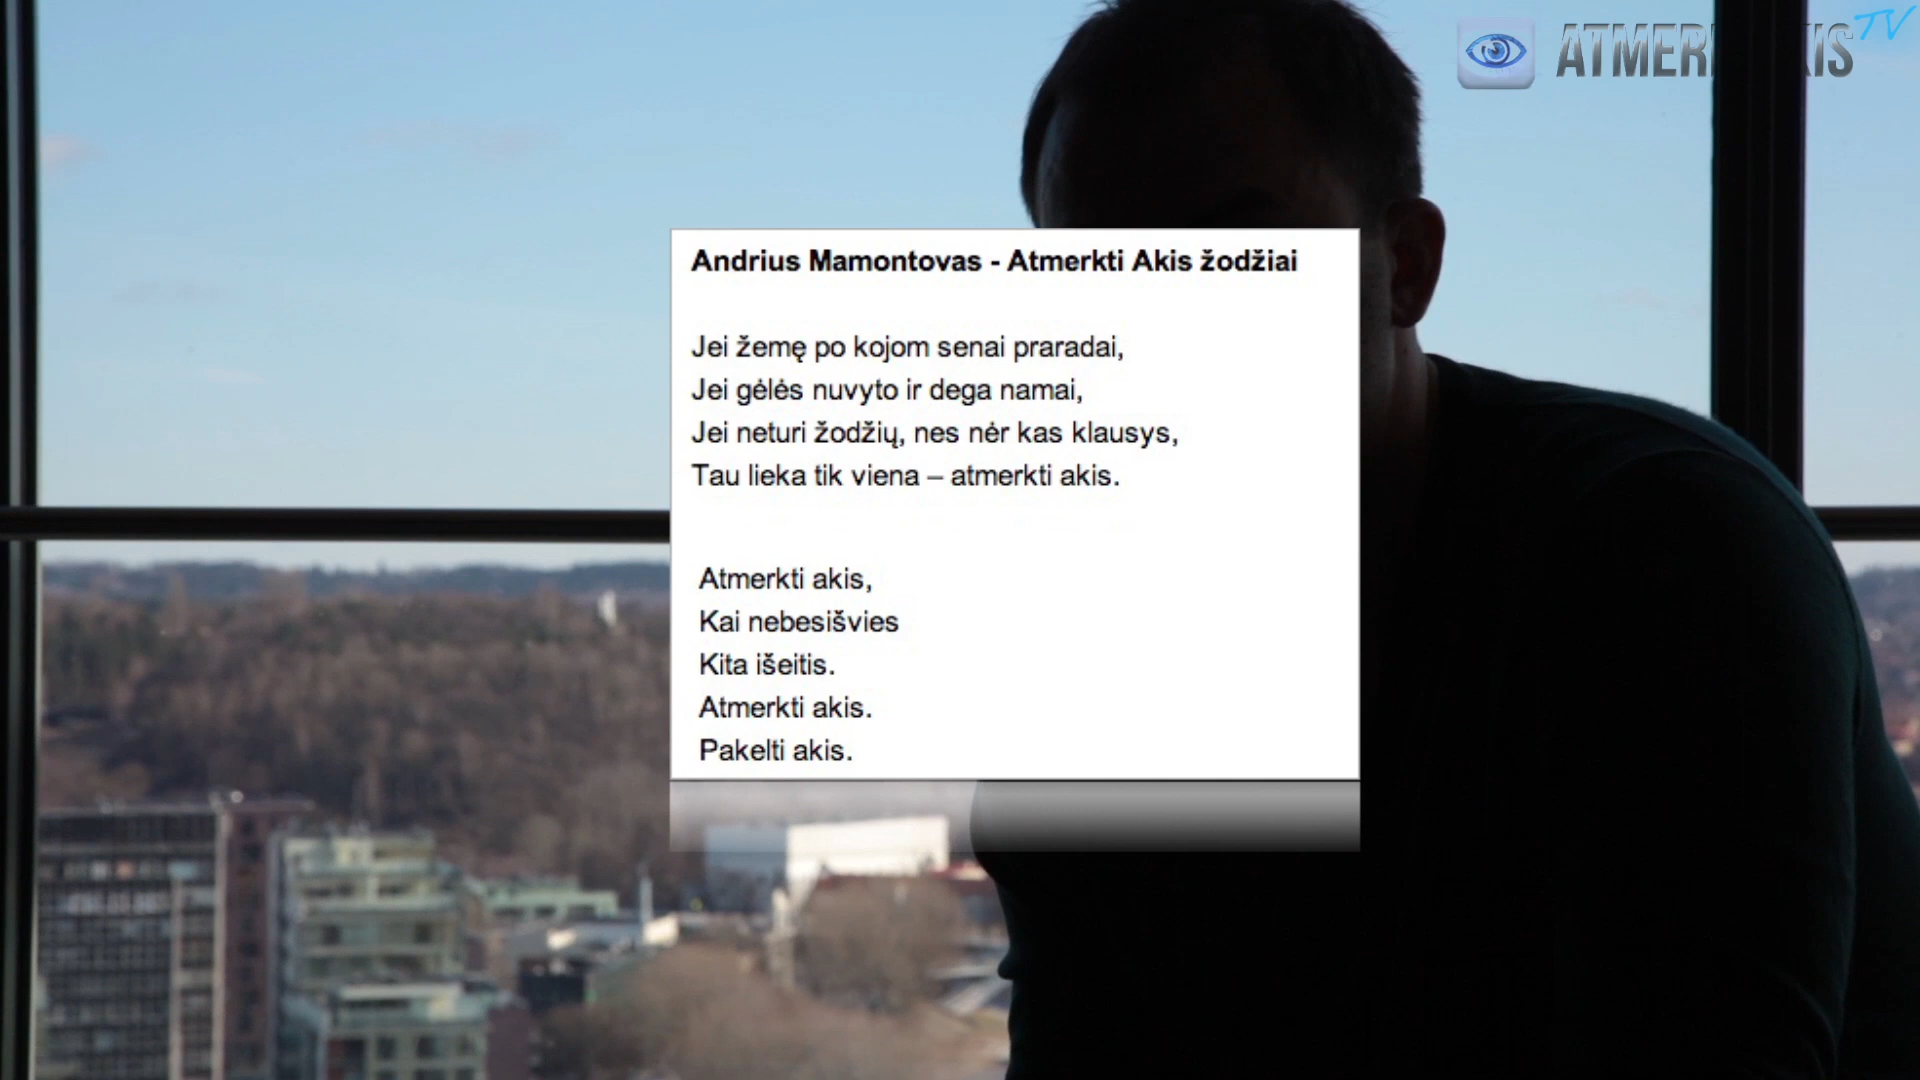 TV
Andrius Mamontovas - Atmerkti Akis žodžiai
Jei žemę po kojom senai praradai,
Jei gėlės nuvyto ir dega namai,
Jei neturi žodžių, nes nėr kas klausys,
Tau lieka tik viena – atmerkti akis.
Atmerkti akis,
Kai nebesišvies
Kita išeitis.
Atmerkti akis.
Pakelti akis.